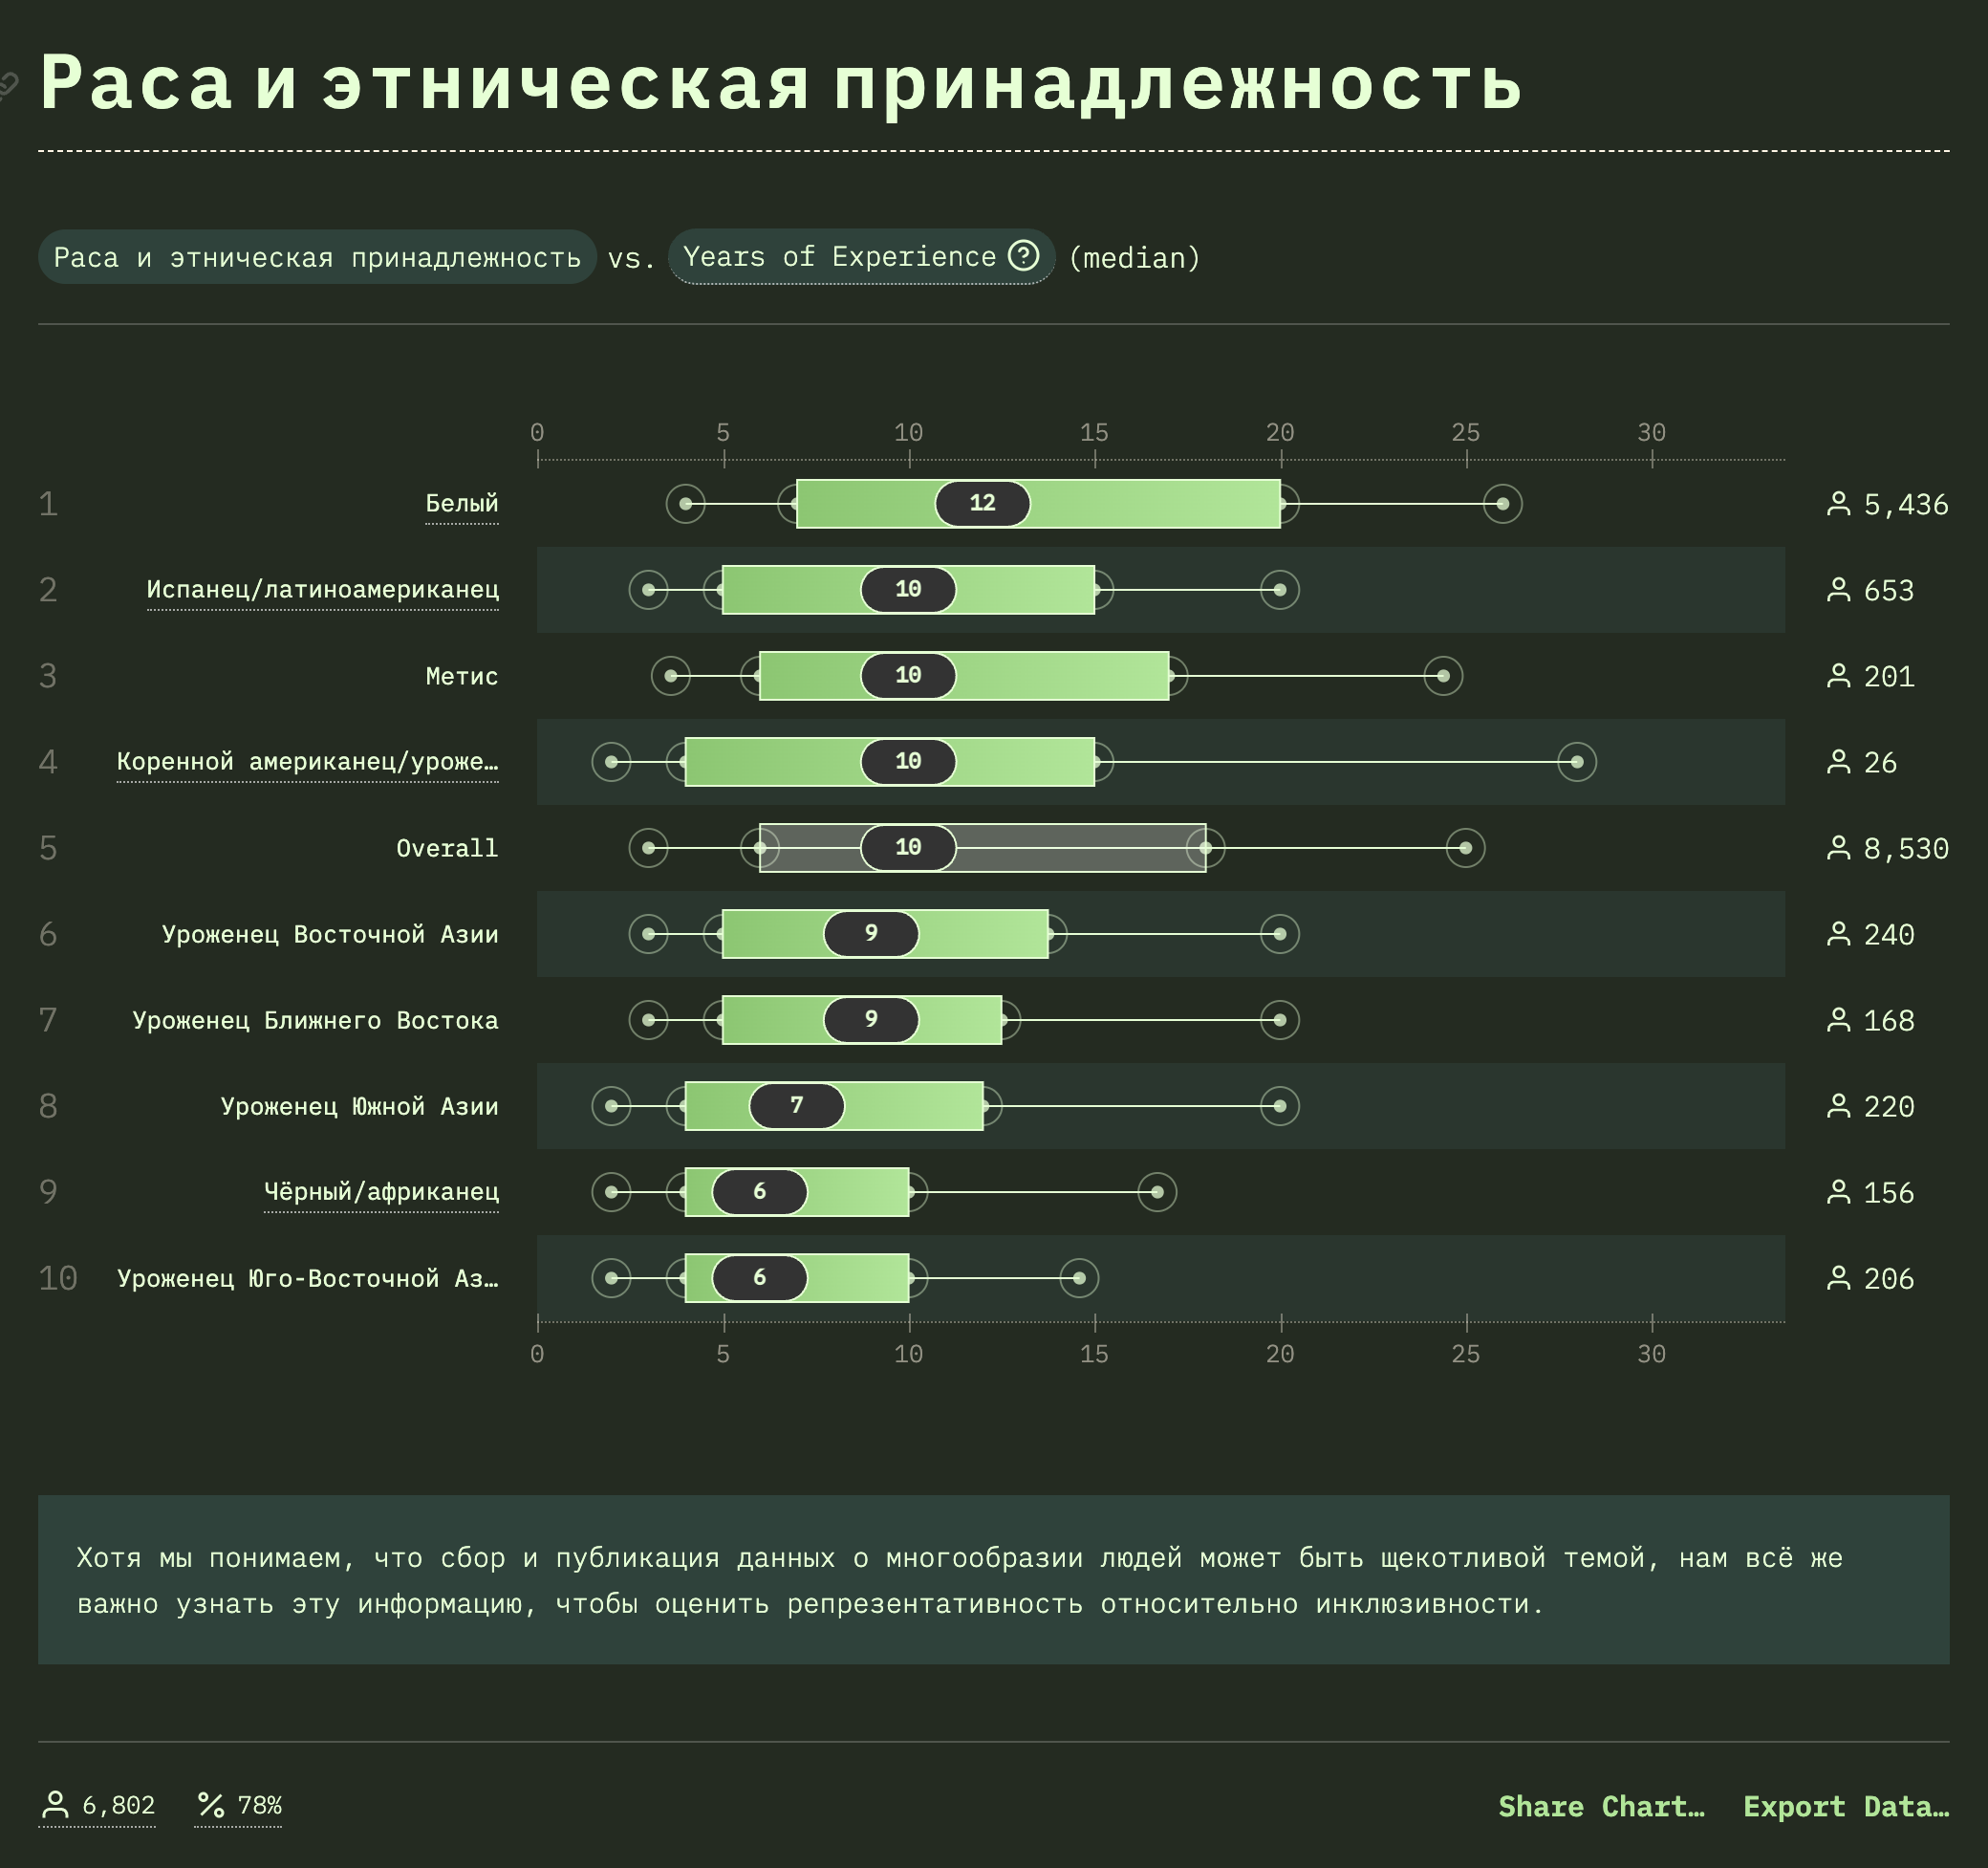 Раса и этническая принадлежность
Раса и этническая принадлежность vs. Years of Experience ? (median)
0 5 10 15 20 25 30
1 Белый 12 5,436
2 Испанец/латиноамериканец 10 653
3 Метис 10 201
4 Коренной американец/уроже… 10 26
5 Overall 10 8,530
6 Уроженец Восточной Азии 9 240
7 Уроженец Ближнего Востока 9 168
8 Уроженец Южной Азии 7 220
9 Чёрный/африканец 6 156
10 Уроженец Юго-Восточной Аз… 6 206
0 5 10 15 20 25 30
Хотя мы понимаем, что сбор и публикация данных о многообразии людей может быть щекотливой темой, нам всё же
важно узнать эту информацию, чтобы оценить репрезентативность относительно инклюзивности.
6,802 78% Share Chart… Export Data…